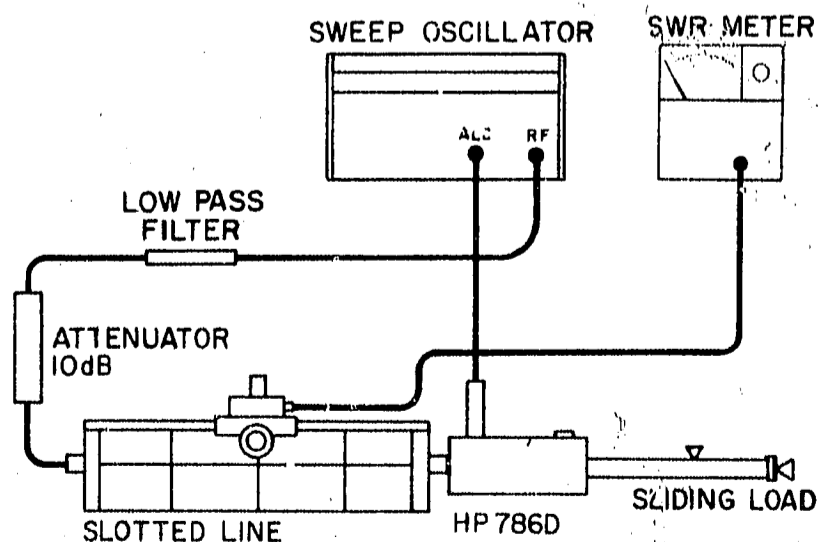 SWEEP OSCILLATOR
SWR METER
ALC RF
LOW PASS
FILTER
ATTENUATOR
10dB
SLOTTED LINE
HP 786D
SLIDING LOAD